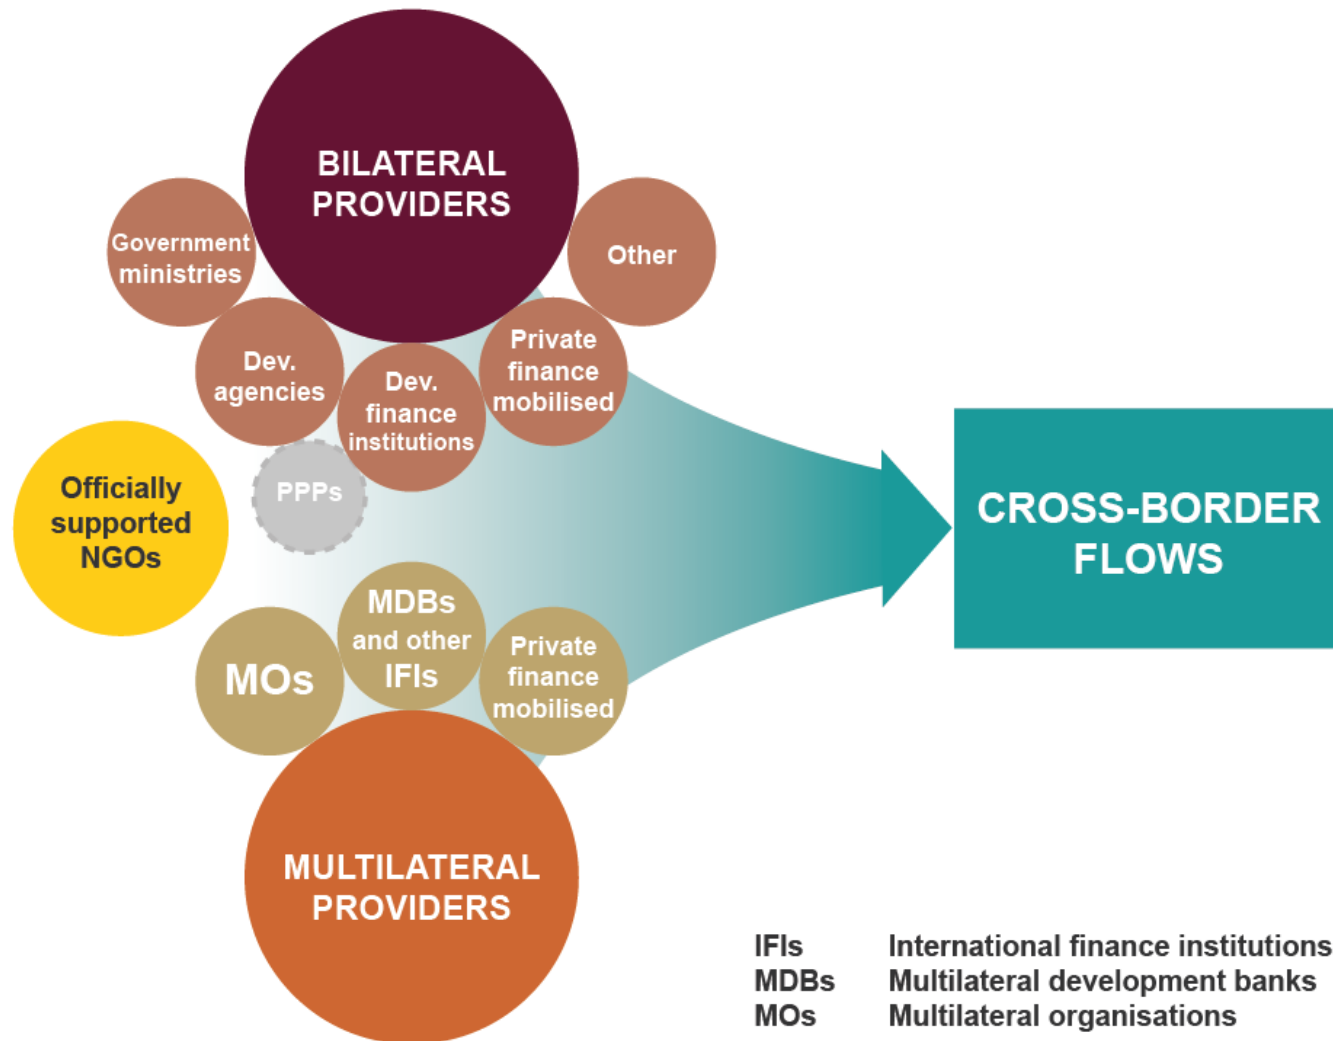 BILATERAL
PROVIDERS
Government
ministries
Other
Dev.
agencies
Dev.
finance
institutions
Private
finance
mobilised
Officially
supported
NGOs
PPPs
CROSS-BORDER
FLOWS
MOs
MDBs
and other
IFIs
Private
finance
mobilised
MULTILATERAL
PROVIDERS
IFIs International finance institutions
MDBs Multilateral development banks
MOs Multilateral organisations